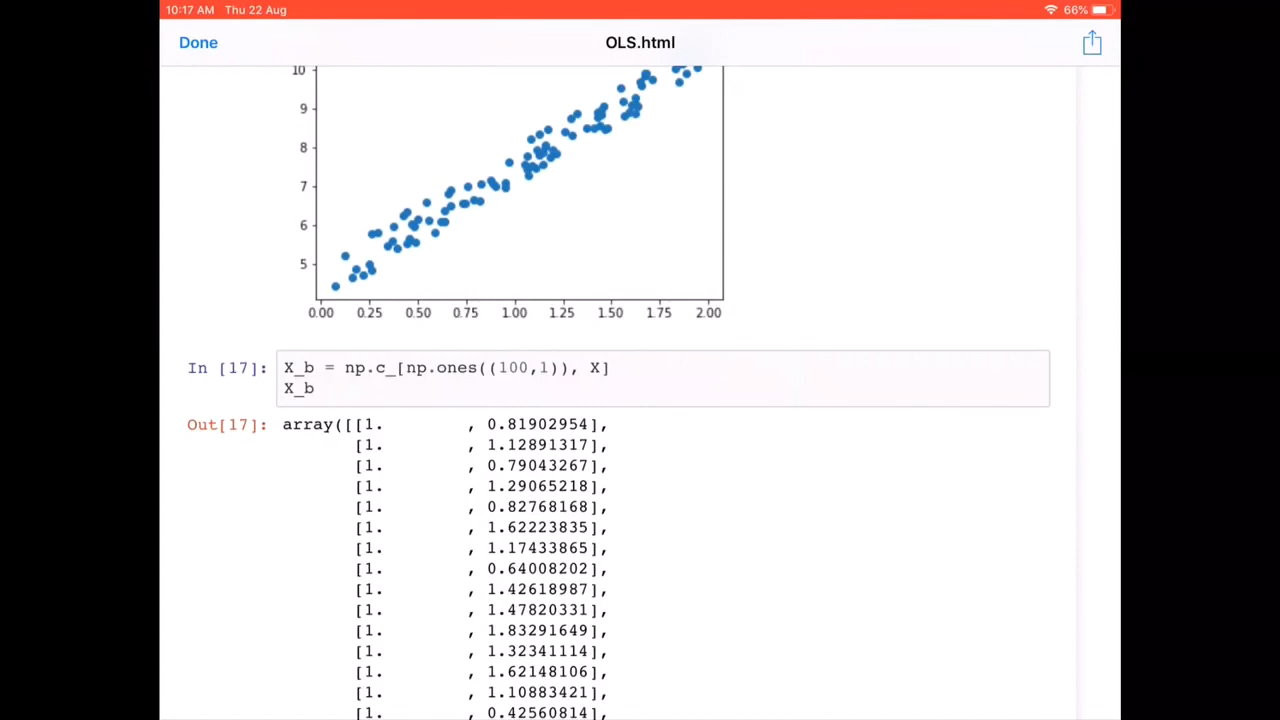 10:17 AM Thu 22 Aug 66%
Done OLS.html
10
9
8
7
6
5
0.00 0.25 0.50 0.75 1.00 1.25 1.50 1.75 2.00
In [17]: X_b = np.c_[np.ones((100,1)), X]
X_b
Out[17]: array([[1. , 0.81902954],
[1. , 1.12891317],
[1. , 0.79043267],
[1. , 1.29065218],
[1. , 0.82768168],
[1. , 1.62223835],
[1. , 1.17433865],
[1. , 0.64008202],
[1. , 1.42618987],
[1. , 1.47820331],
[1. , 1.83291649],
[1. , 1.32341114],
[1. , 1.62148106],
[1. , 1.10883421],
[1. , 0.42560814],